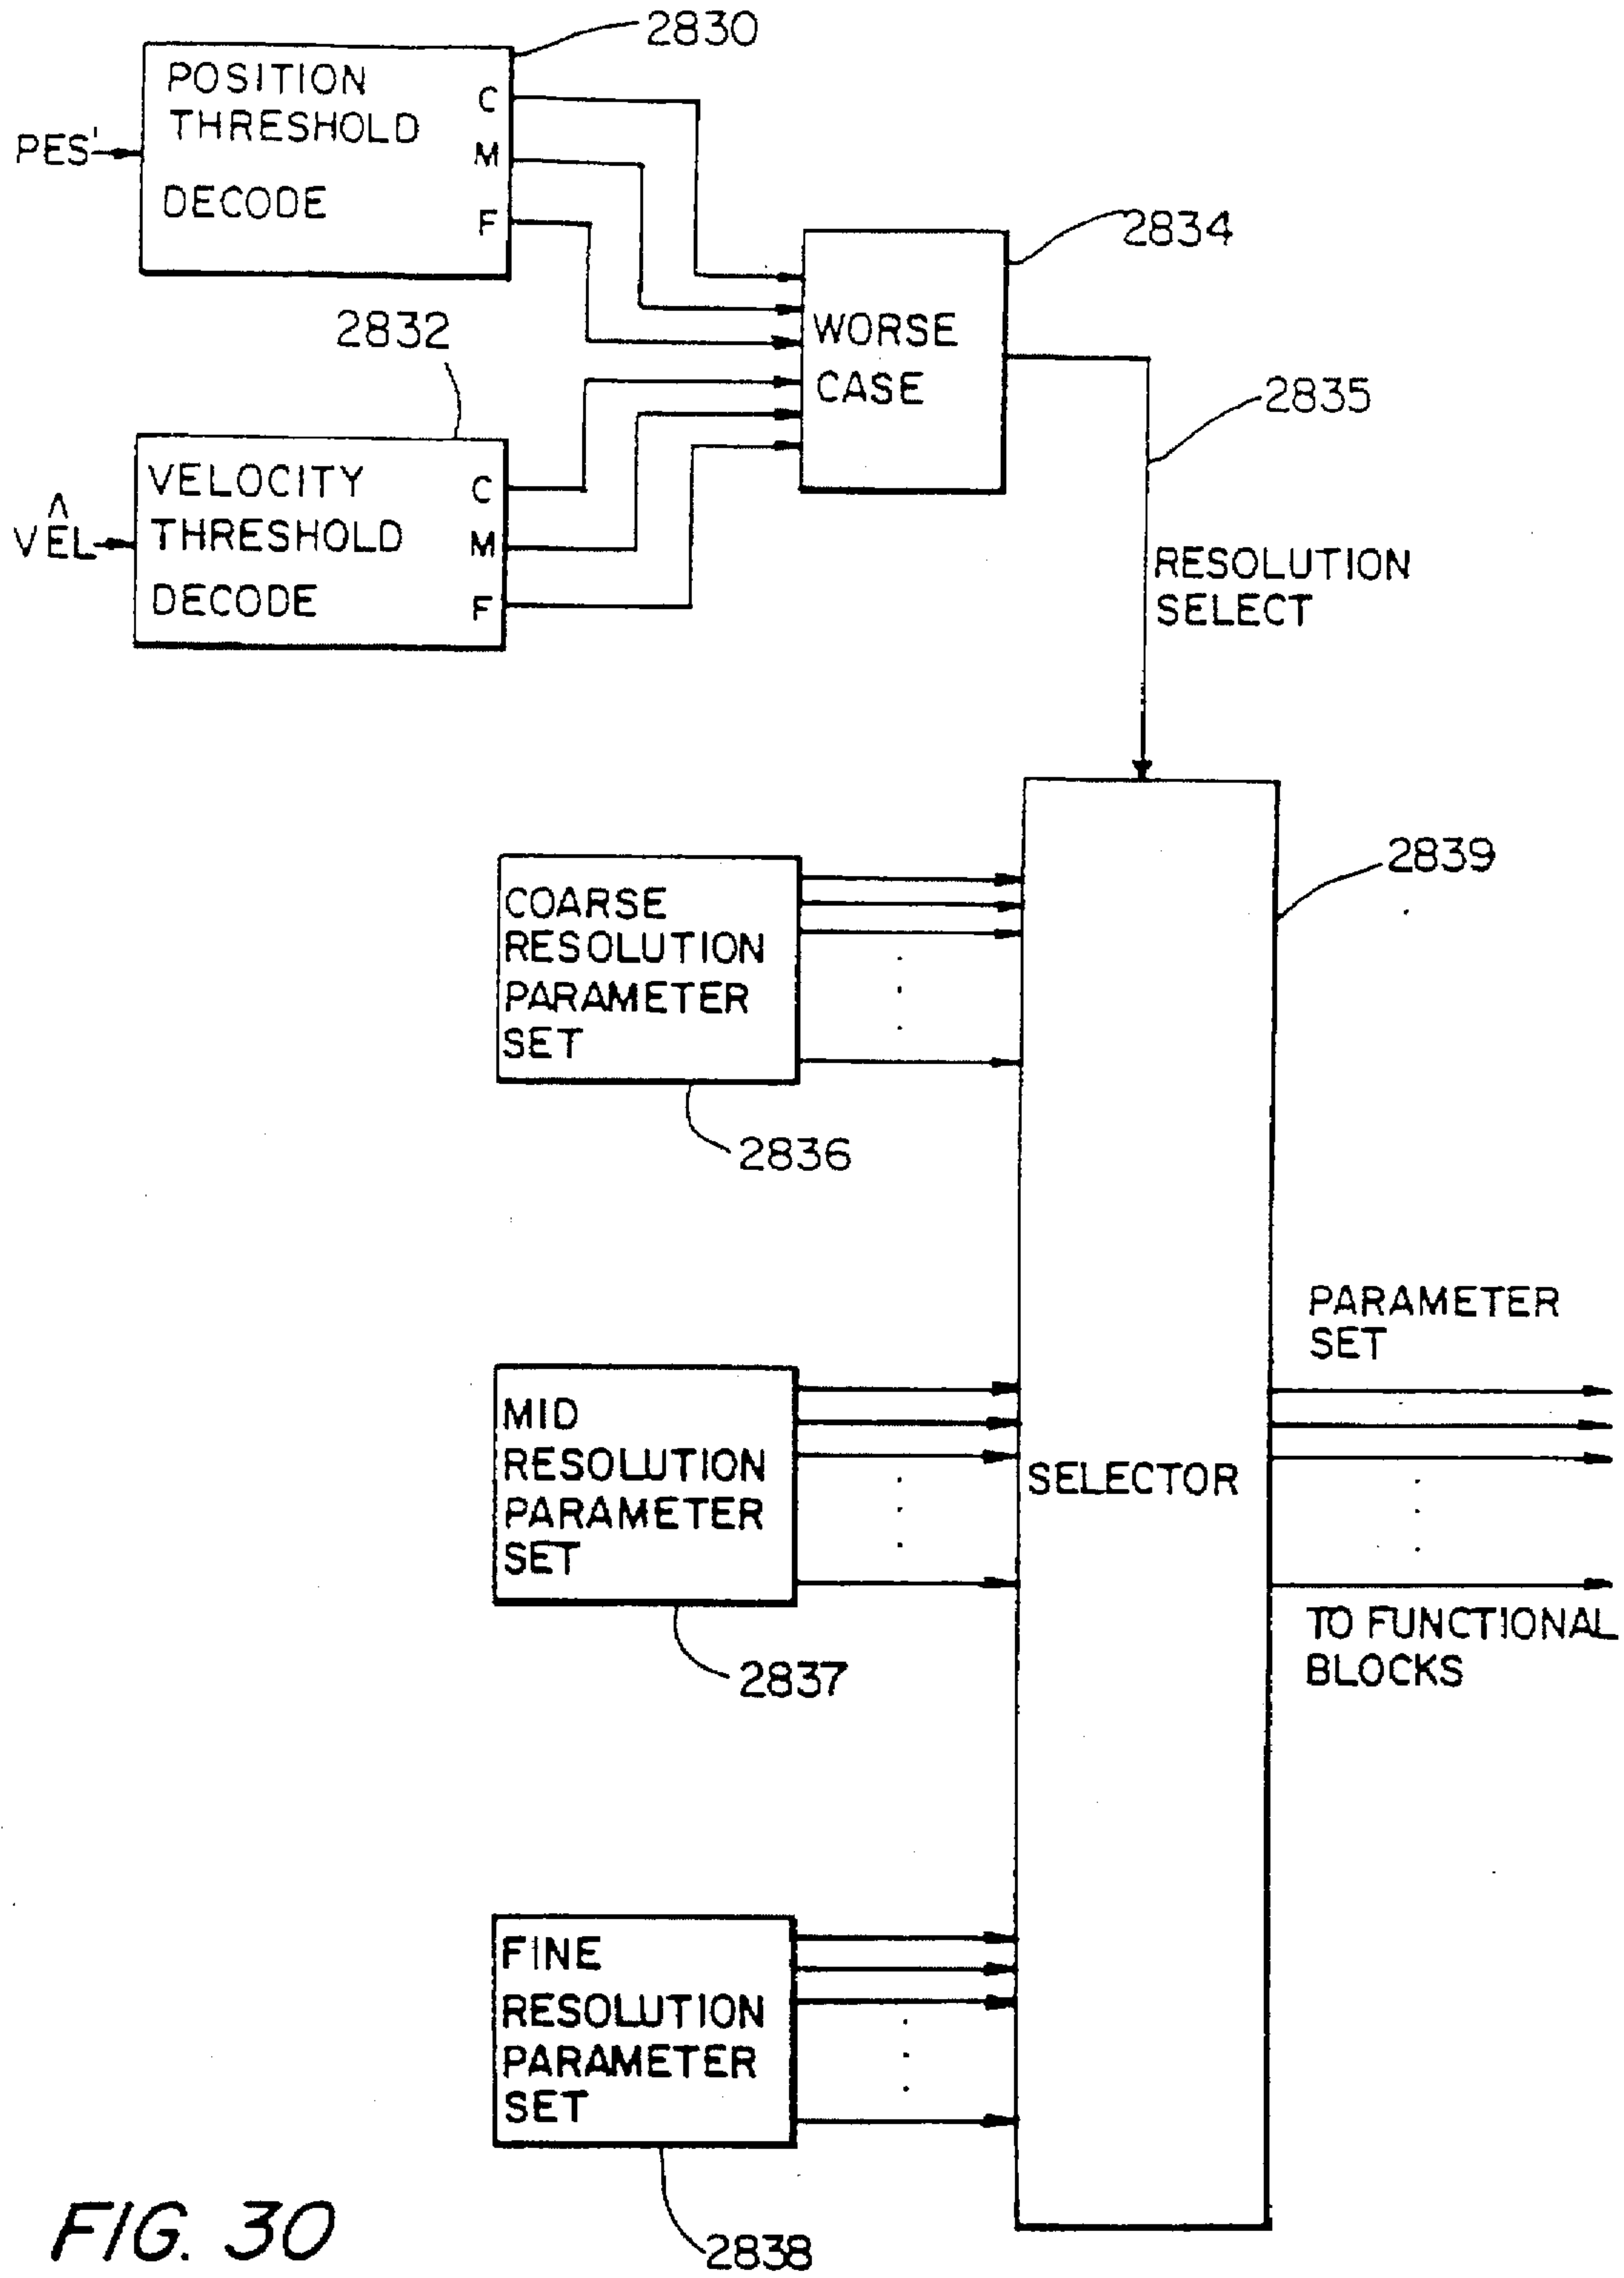 2830
POSITION
THRESHOLD
DECODE
C
M
F
PES'
2834
WORSE
CASE
2832
VELOCITY
THRESHOLD
DECODE
C
M
F
^
VEL
2835
RESOLUTION
SELECT
2839
COARSE
RESOLUTION
PARAMETER
SET
2836
MID
RESOLUTION
PARAMETER
SET
2837
SELECTOR
PARAMETER
SET
TO FUNCTIONAL
BLOCKS
FINE
RESOLUTION
PARAMETER
SET
2838
FIG. 30